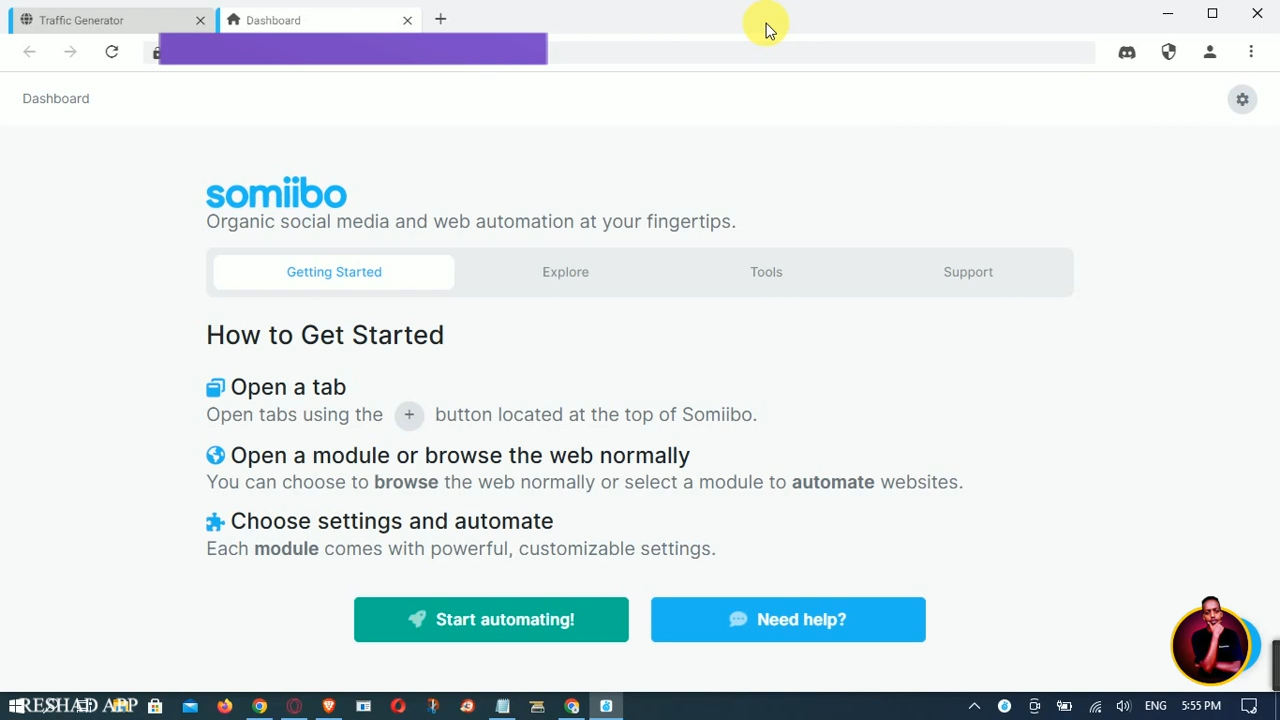 Traffic Generator
Dashboard
Dashboard
somiibo
Organic social media and web automation at your fingertips.
Getting Started
Explore
Tools
Support
How to Get Started
Open a tab
Open tabs using the + button located at the top of Somiibo.
Open a module or browse the web normally
You can choose to browse the web normally or select a module to automate websites.
Choose settings and automate
Each module comes with powerful, customizable settings.
Start automating!
Need help?
RESHAD APP
ENG
5:55 PM